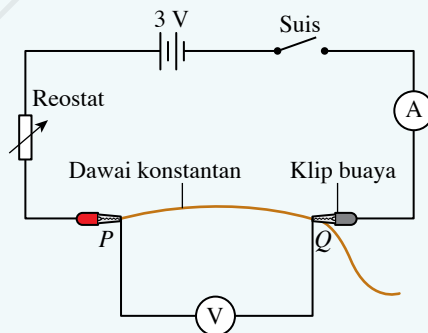 3 V
Suis
A
Reostat
Dawai konstantan
Klip buaya
P
Q
V